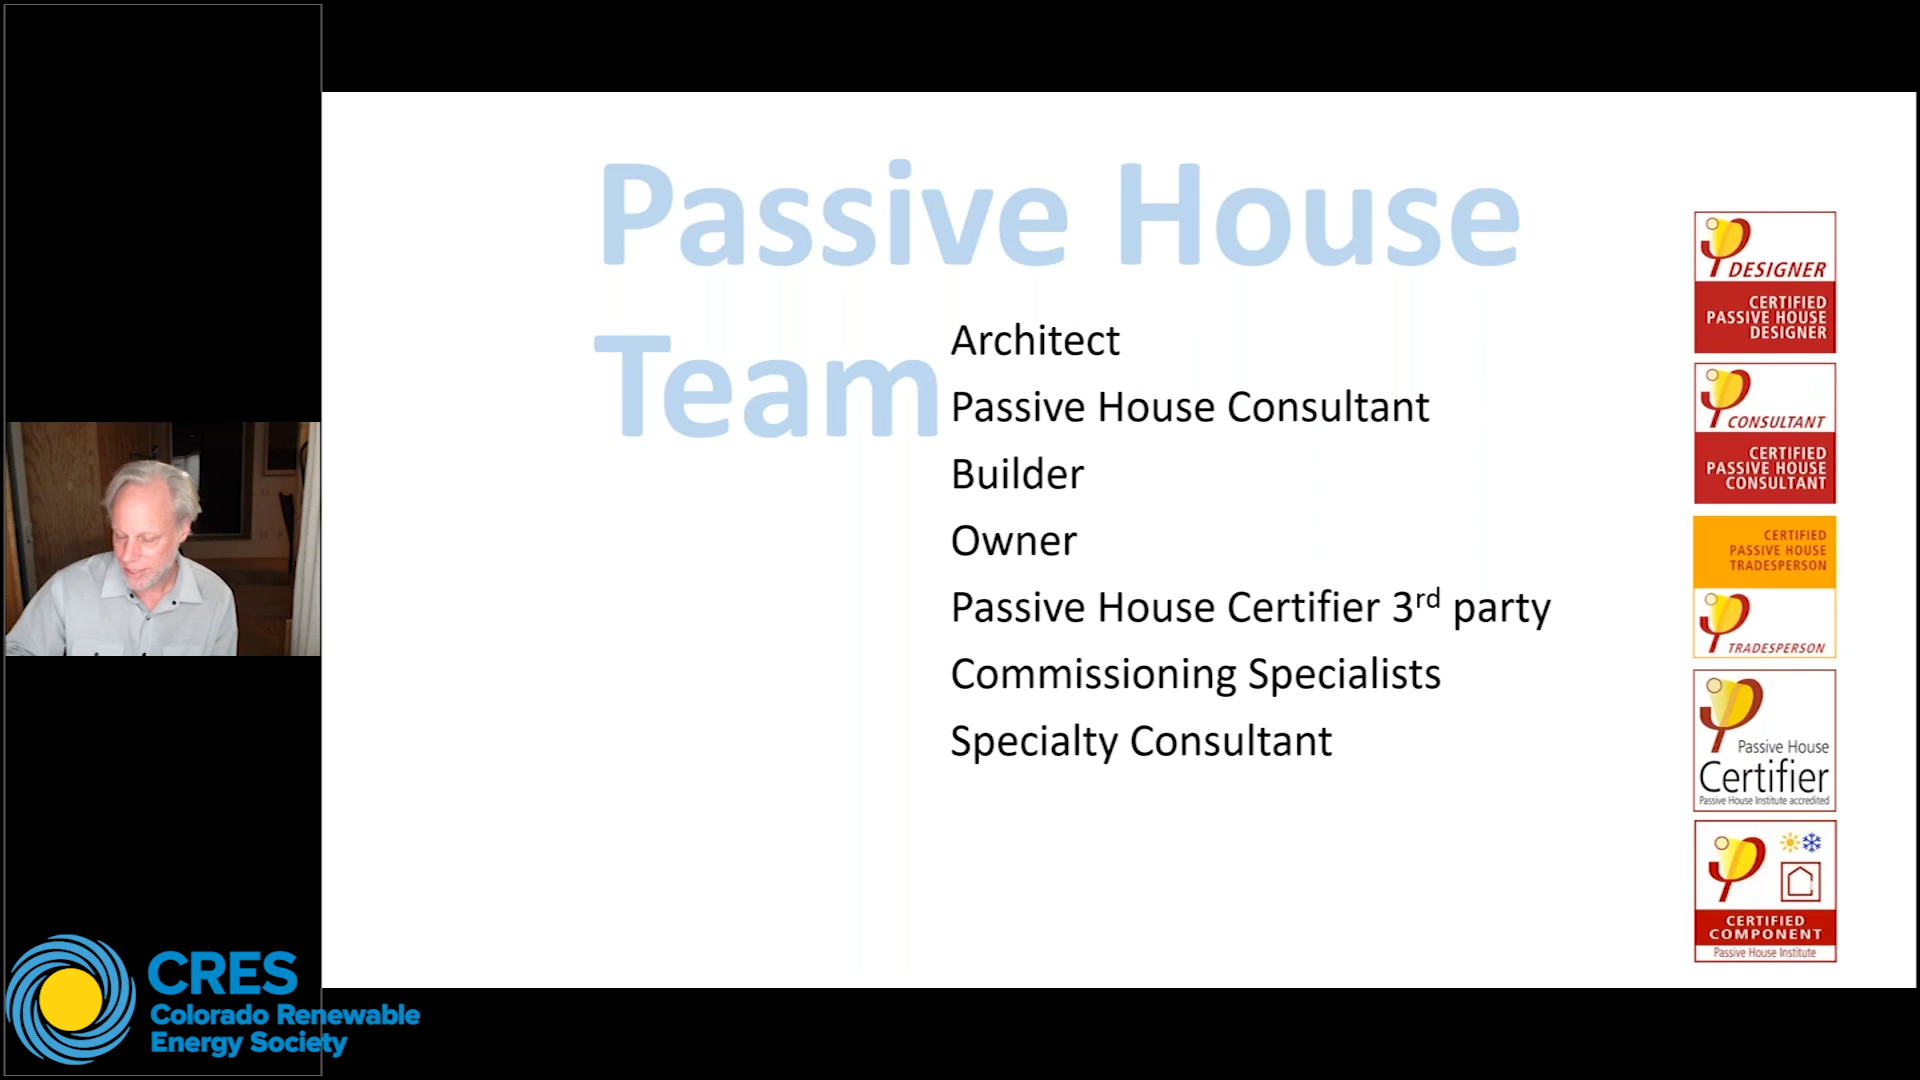 Passive House
Team
Architect
Passive House Consultant
Builder
Owner
Passive House Certifier 3rd party
Commissioning Specialists
Specialty Consultant
DESIGNER
CERTIFIED
PASSIVE HOUSE
DESIGNER
CONSULTANT
CERTIFIED
PASSIVE HOUSE
CONSULTANT
CERTIFIED
PASSIVE HOUSE
TRADESPERSON
TRADESPERSON
Passive House
Certifier
Passive House Institute accredited
CERTIFIED
COMPONENT
Passive House Institute
CRES
Colorado Renewable
Energy Society